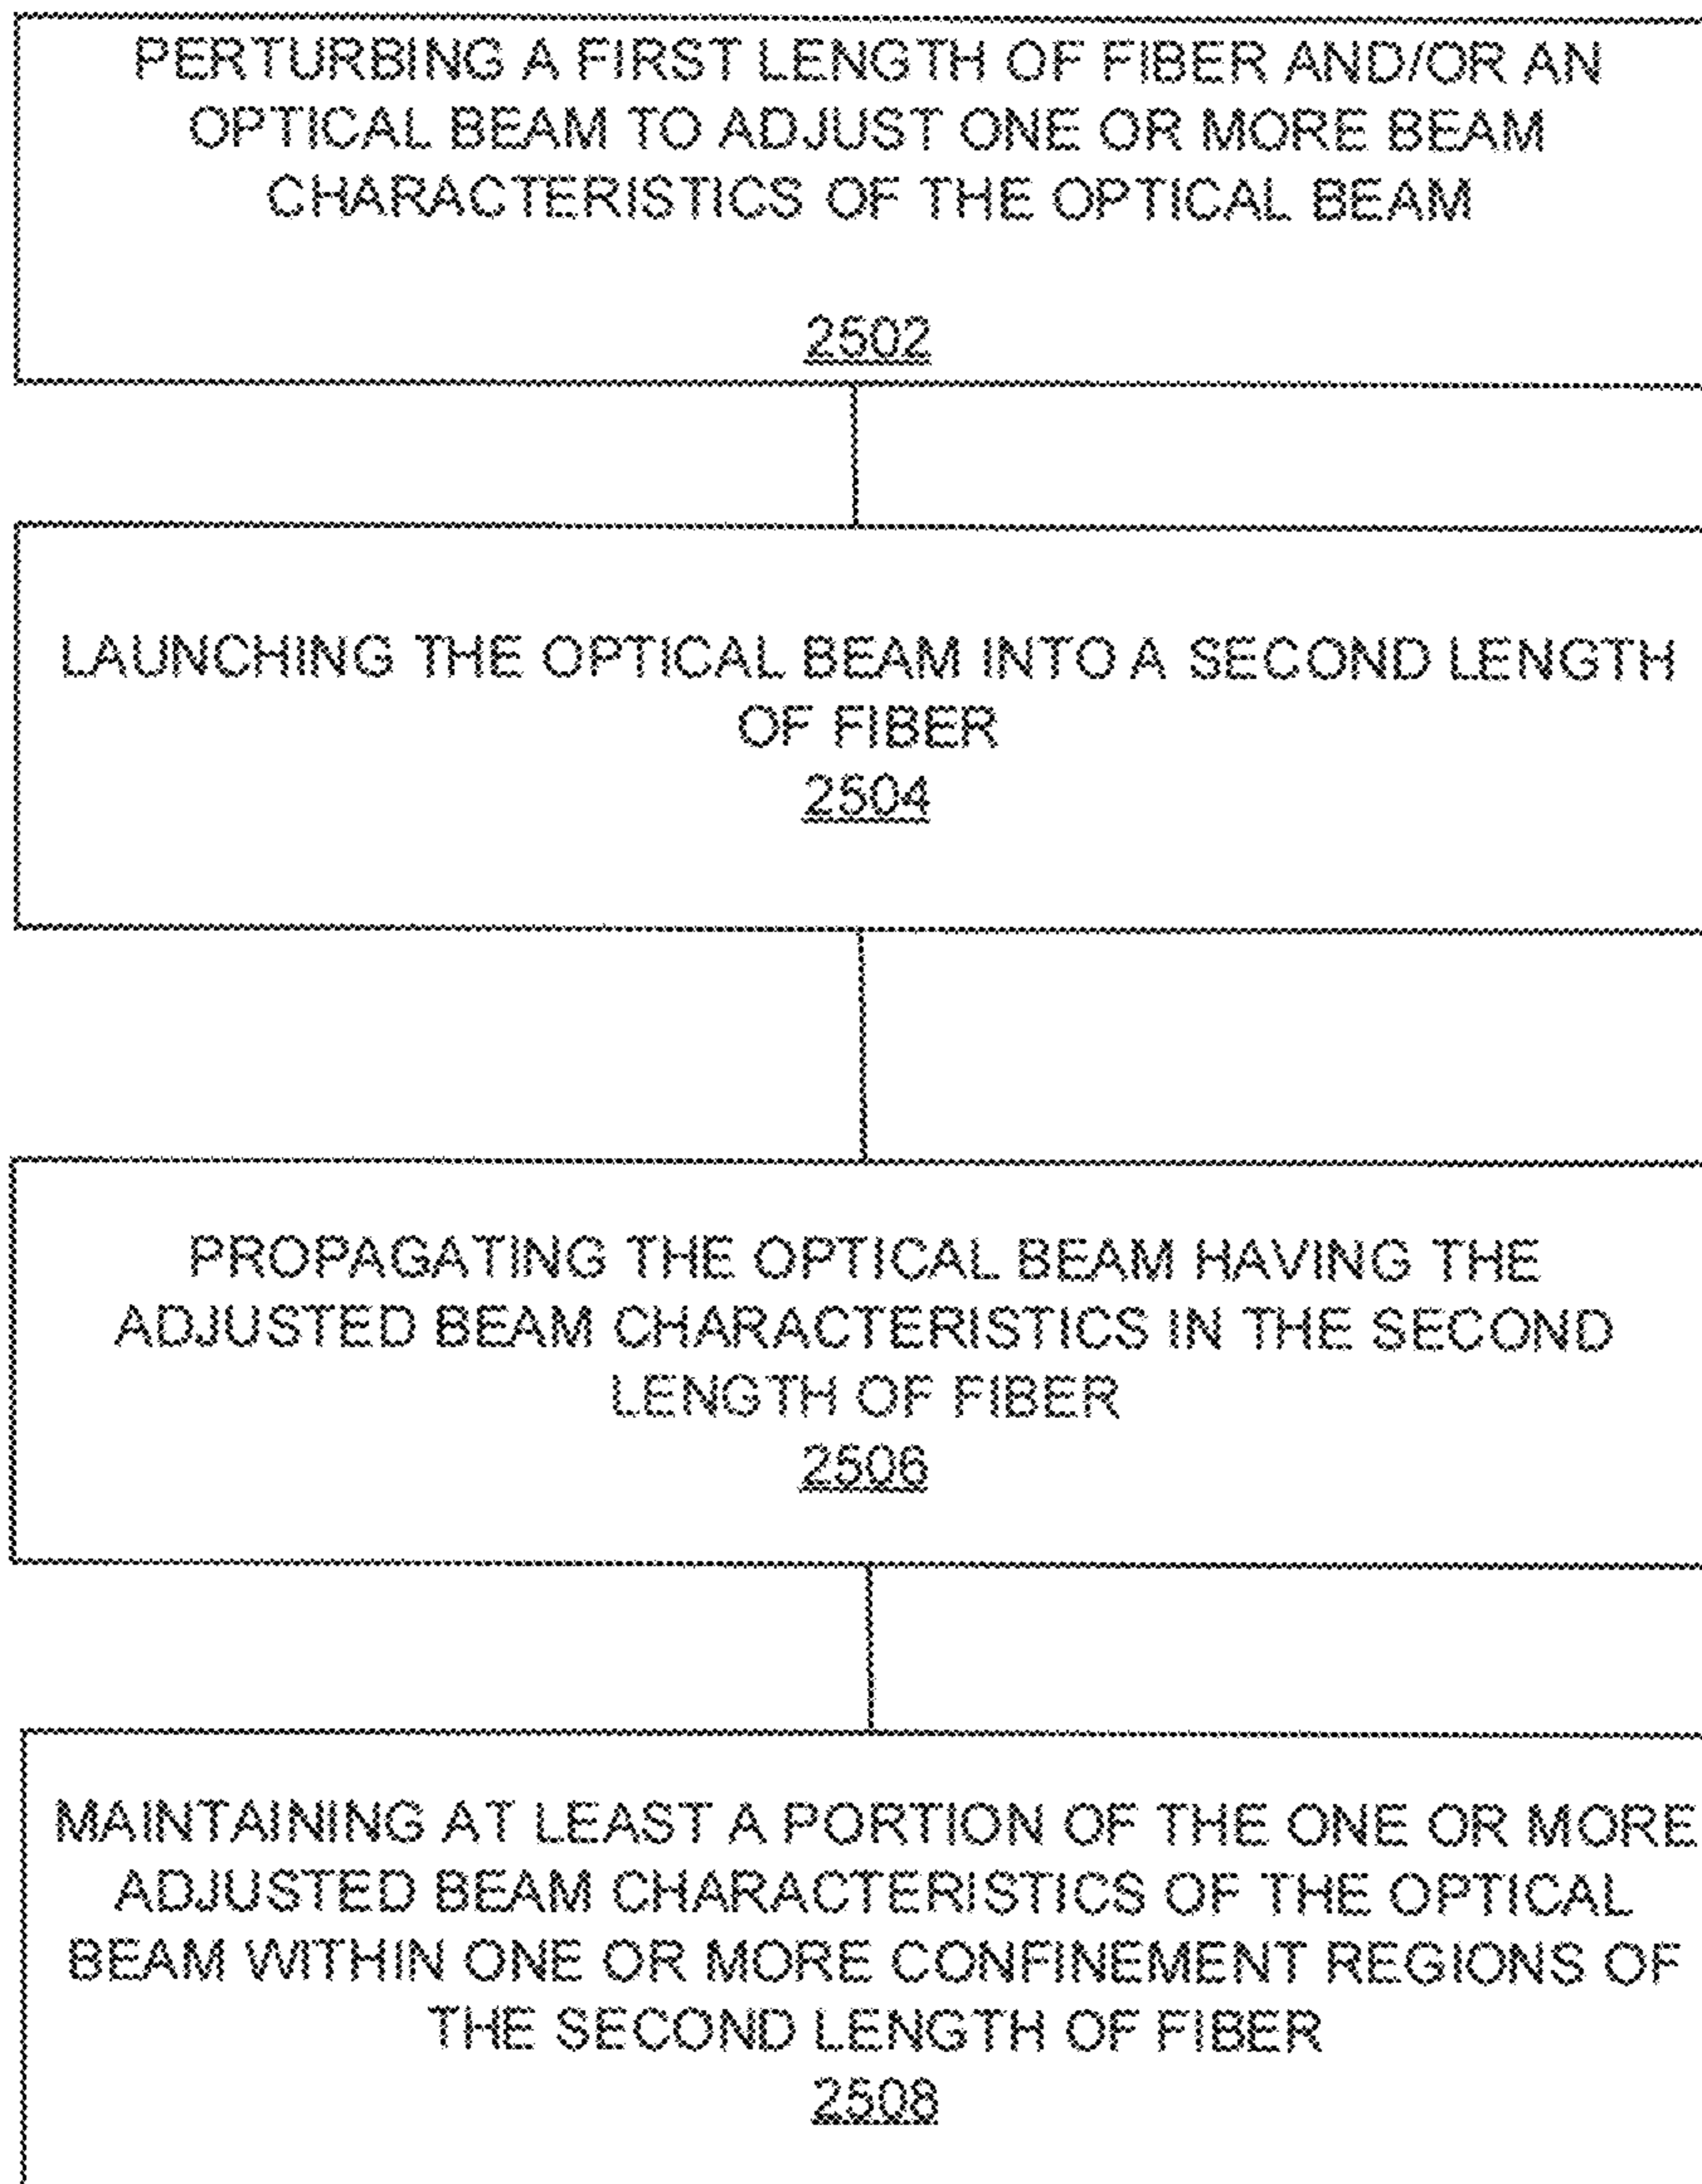 PERTURBING A FIRST LENGTH OF FIBER AND/OR AN
OPTICAL BEAM TO ADJUST ONE OR MORE BEAM
CHARACTERISTICS OF THE OPTICAL BEAM
2502
LAUNCHING THE OPTICAL BEAM INTO A SECOND LENGTH
OF FIBER
2504
PROPAGATING THE OPTICAL BEAM HAVING THE
ADJUSTED BEAM CHARACTERISTICS IN THE SECOND
LENGTH OF FIBER
2506
MAINTAINING AT LEAST A PORTION OF THE ONE OR MORE
ADJUSTED BEAM CHARACTERISTICS OF THE OPTICAL
BEAM WITHIN ONE OR MORE CONFINEMENT REGIONS OF
THE SECOND LENGTH OF FIBER
2508